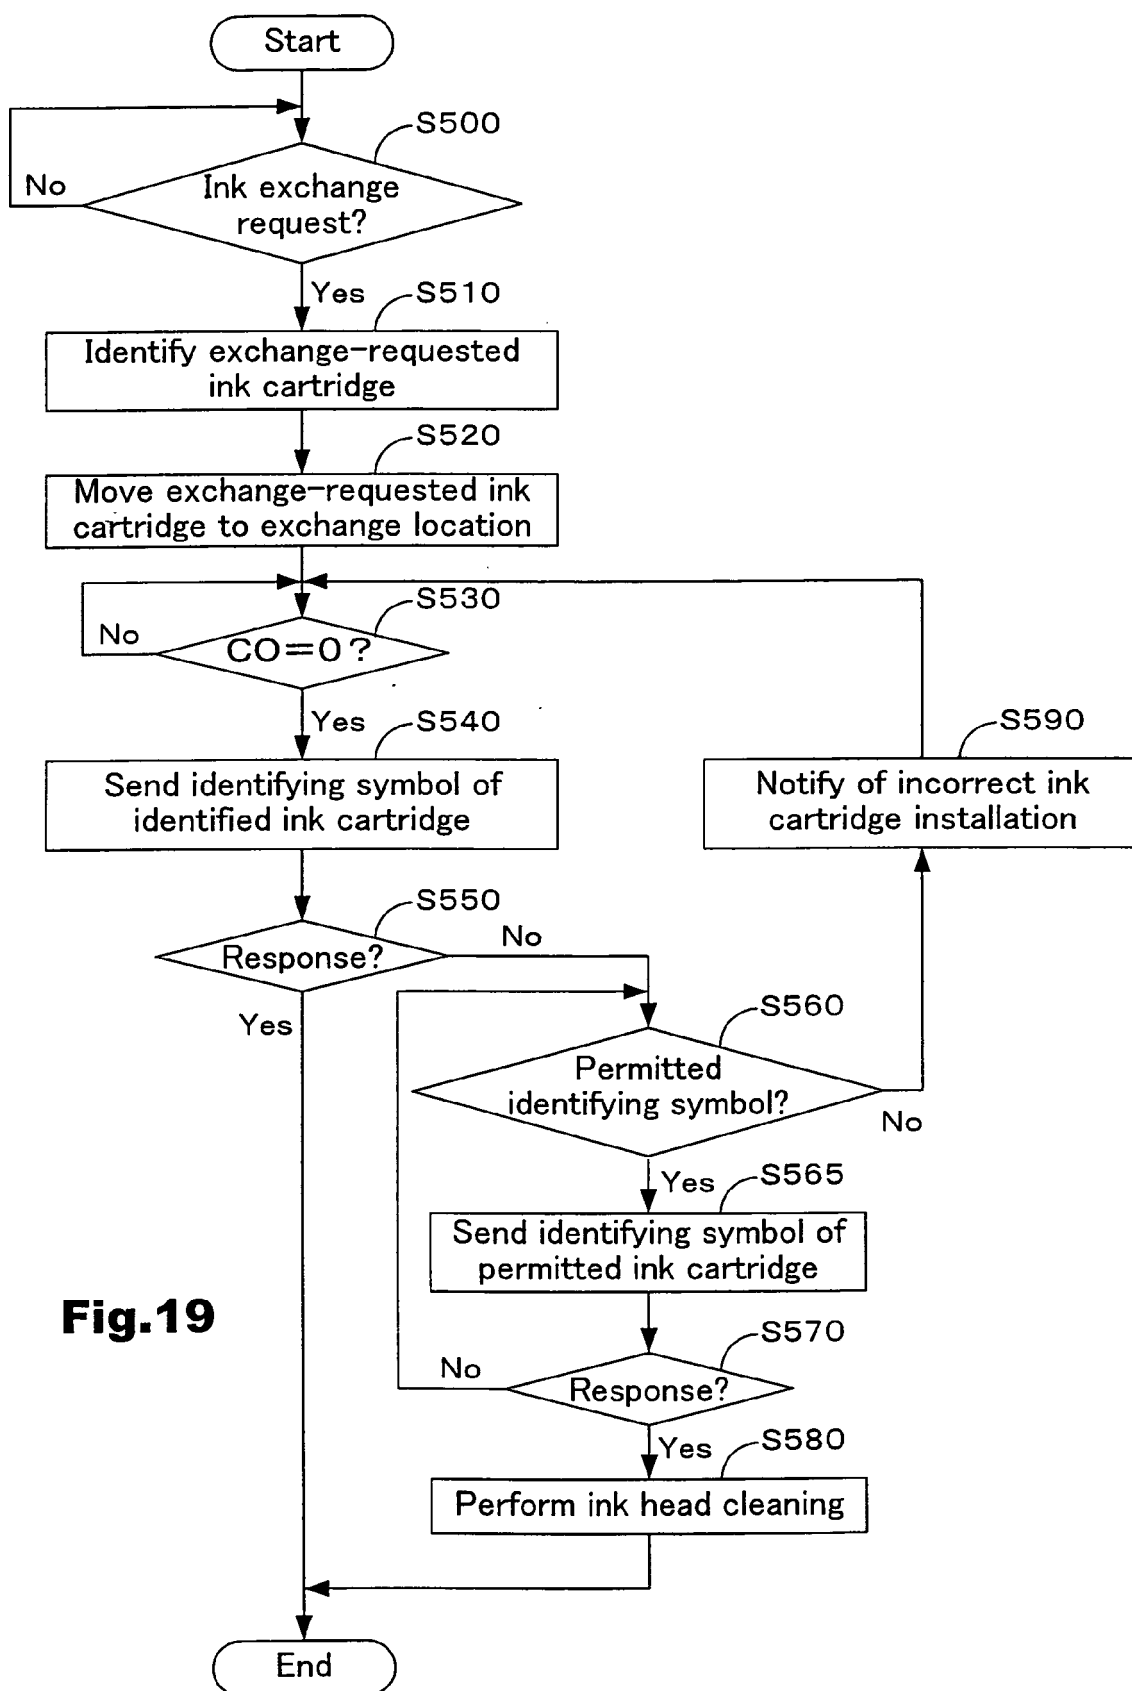 Start
S500
No
Ink exchange
request?
Yes
S510
Identify exchange-requested
ink cartridge
S520
Move exchange-requested ink
cartridge to exchange location
S530
No
CO=0?
Yes
S540
Send identifying symbol of
identified ink cartridge
S590
Notify of incorrect ink
cartridge installation
S550
Response?
No
Yes
S560
Permitted
identifying symbol?
No
Yes
S565
Send identifying symbol of
permitted ink cartridge
Fig.19
S570
No
Response?
Yes
S580
Perform ink head cleaning
End